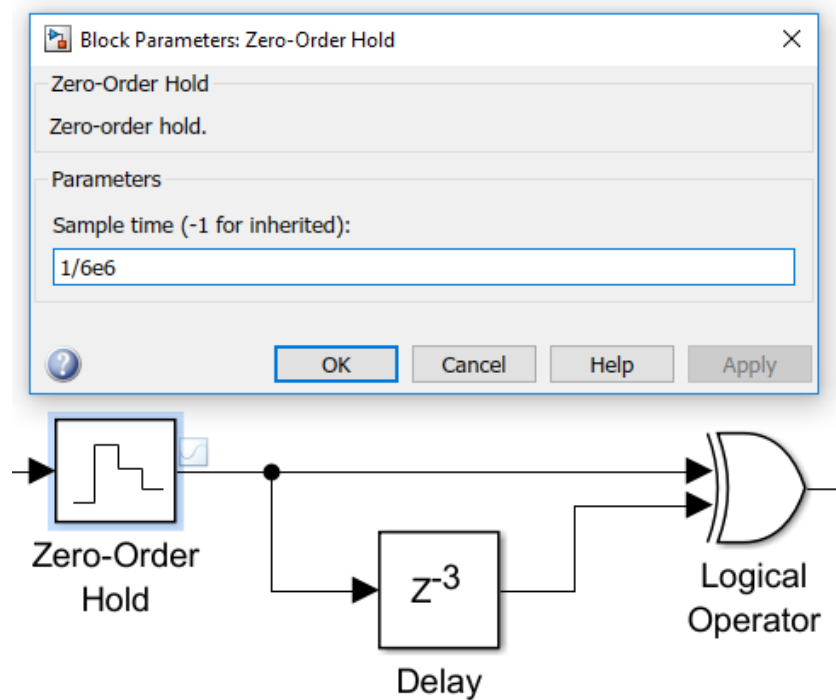 Block Parameters: Zero-Order Hold
Zero-Order Hold
Zero-order hold.
Parameters
Sample time (-1 for inherited):
1/6e6
OK Cancel Help Apply
Zero-Order
Hold
Z-3
Delay
Logical
Operator